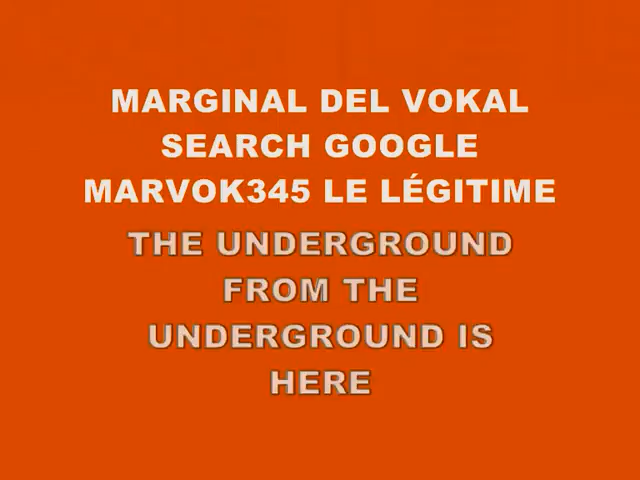 MARGINAL DEL VOKAL
SEARCH GOOGLE
MARVOK345 LE LÉGITIME
THE UNDERGROUND
FROM THE
UNDERGROUND IS
HERE